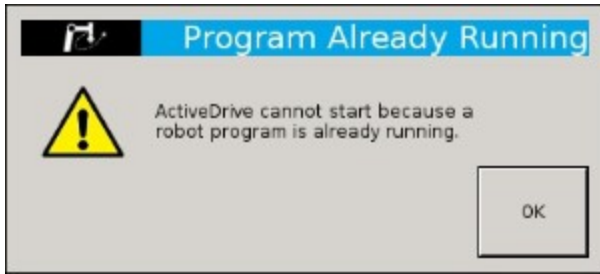 Program Already Running
ActiveDrive cannot start because a
robot program is already running.
OK